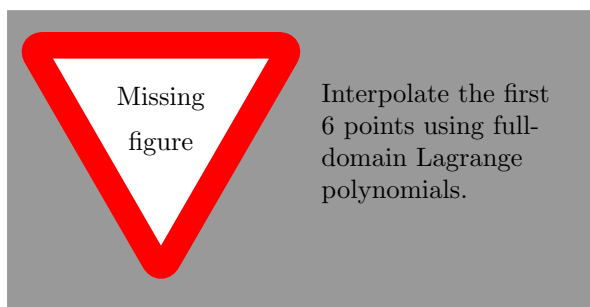 Missing
figure
Interpolate the first
6 points using full-
domain Lagrange
polynomials.